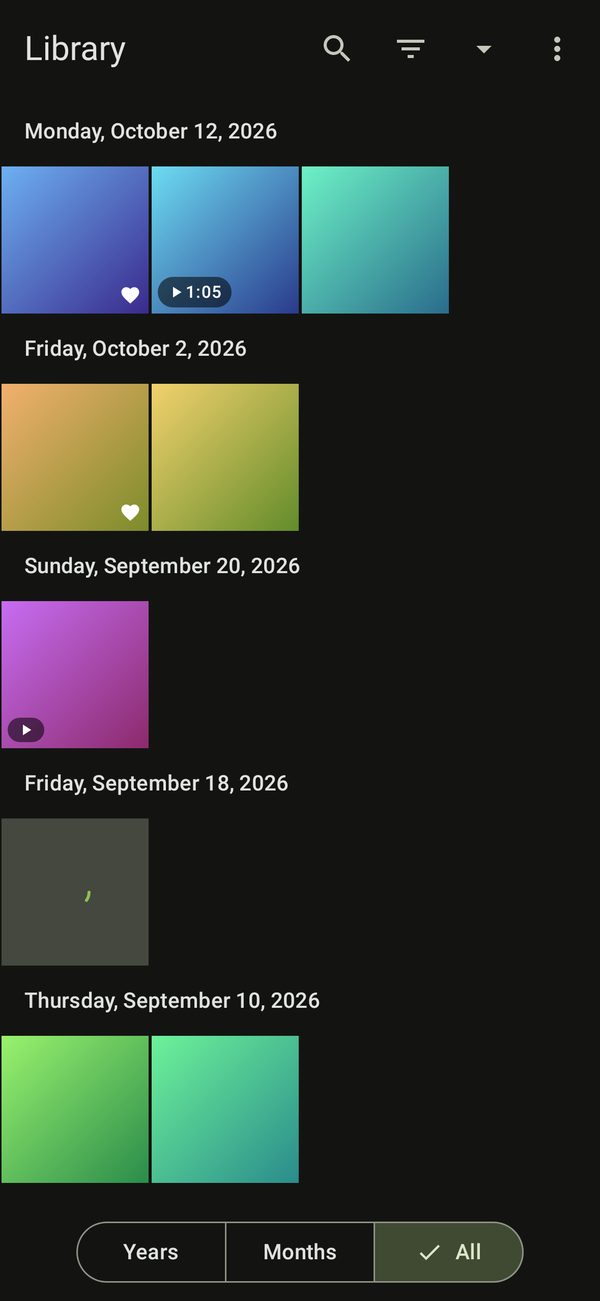 Library
Monday, October 12, 2026
1:05
Friday, October 2, 2026
Sunday, September 20, 2026
Friday, September 18, 2026
Thursday, September 10, 2026
Years
Months
All